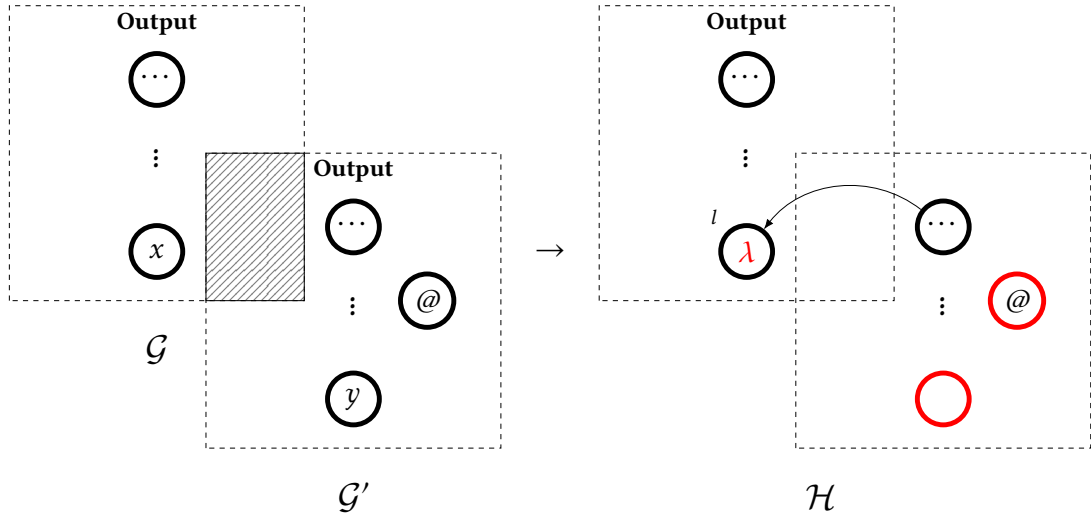 Output
⋯
⋮
x
𝒢
Output
⋯
⋮
@
y
𝒢′
→
Output
⋯
⋮
l
λ
⋯
⋮
@
ℋ